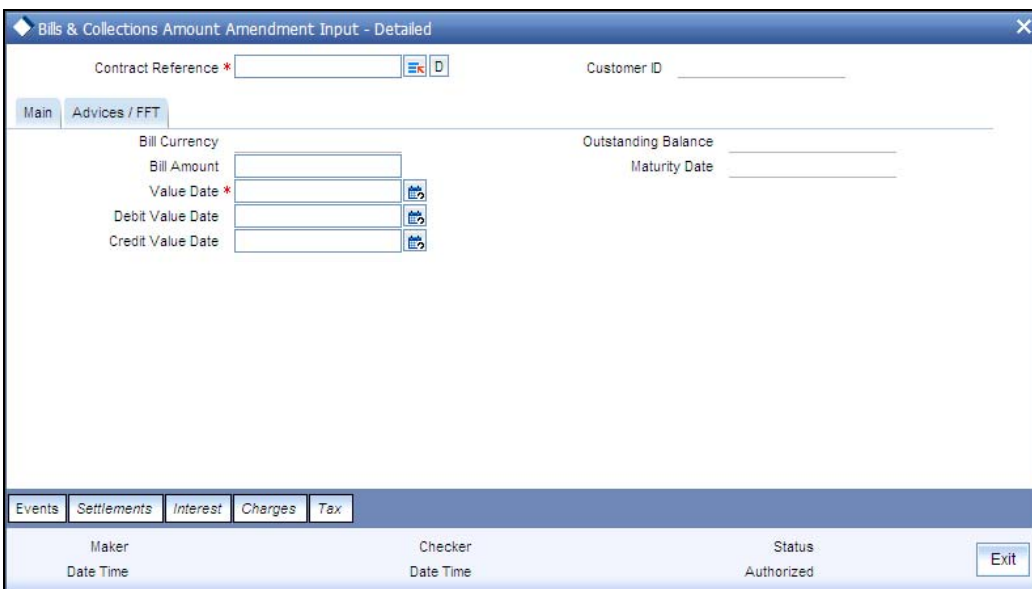 Bills & Collections Amount Amendment Input - Detailed
Contract Reference * D Customer ID
Main Advices / FFT
Bill Currency Outstanding Balance
Bill Amount Maturity Date
Value Date *
Debit Value Date
Credit Value Date
Events Settlements Interest Charges Tax
Maker Checker Status
Date Time Date Time Authorized
Exit